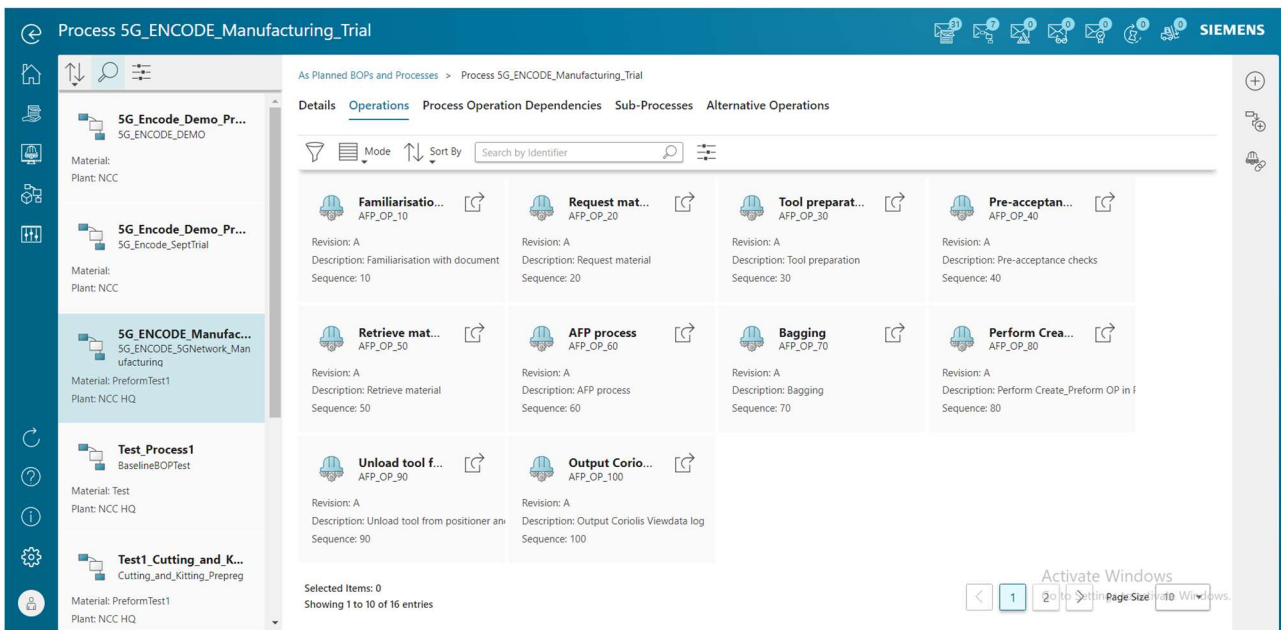 Process 5G_ENCODE_Manufacturing_Trial
31
7
0
0
0
0
0
SIEMENS
As Planned BOPs and Processes > Process 5G_ENCODE_Manufacturing_Trial
Details Operations Process Operation Dependencies Sub-Processes Alternative Operations
Mode Sort By Search by Identifier
5G_Encode_Demo_Pr...
5G_ENCODE_DEMO
Material:
Plant: NCC
5G_Encode_Demo_Pr...
5G_Encode_SeptTrial
Material:
Plant: NCC
5G_ENCODE_Manufac...
5G_ENCODE_5GNetwork_Man
ufacturing
Material: PreformTest1
Plant: NCC HQ
Test_Process1
BaselineBOPTest
Material: Test
Plant: NCC HQ
Test1_Cutting_and_K...
Cutting_and_Kitting_Prepreg
Material: PreformTest1
Plant: NCC HQ
Familiarisatio...
AFP_OP_10
Revision: A
Description: Familiarisation with document
Sequence: 10
Request mat...
AFP_OP_20
Revision: A
Description: Request material
Sequence: 20
Tool preparat...
AFP_OP_30
Revision: A
Description: Tool preparation
Sequence: 30
Pre-acceptan...
AFP_OP_40
Revision: A
Description: Pre-acceptance checks
Sequence: 40
Retrieve mat...
AFP_OP_50
Revision: A
Description: Retrieve material
Sequence: 50
AFP process
AFP_OP_60
Revision: A
Description: AFP process
Sequence: 60
Bagging
AFP_OP_70
Revision: A
Description: Bagging
Sequence: 70
Perform Crea...
AFP_OP_80
Revision: A
Description: Perform Create_Preform OP in
Sequence: 80
Unload tool f...
AFP_OP_90
Revision: A
Description: Unload tool from positioner and
Sequence: 90
Output Corio...
AFP_OP_100
Revision: A
Description: Output Coriolis Viewdata log
Sequence: 100
Selected Items: 0
Showing 1 to 10 of 16 entries
Activate Windows
Go to Settings to activate Windows.
1 2 Page Size 10